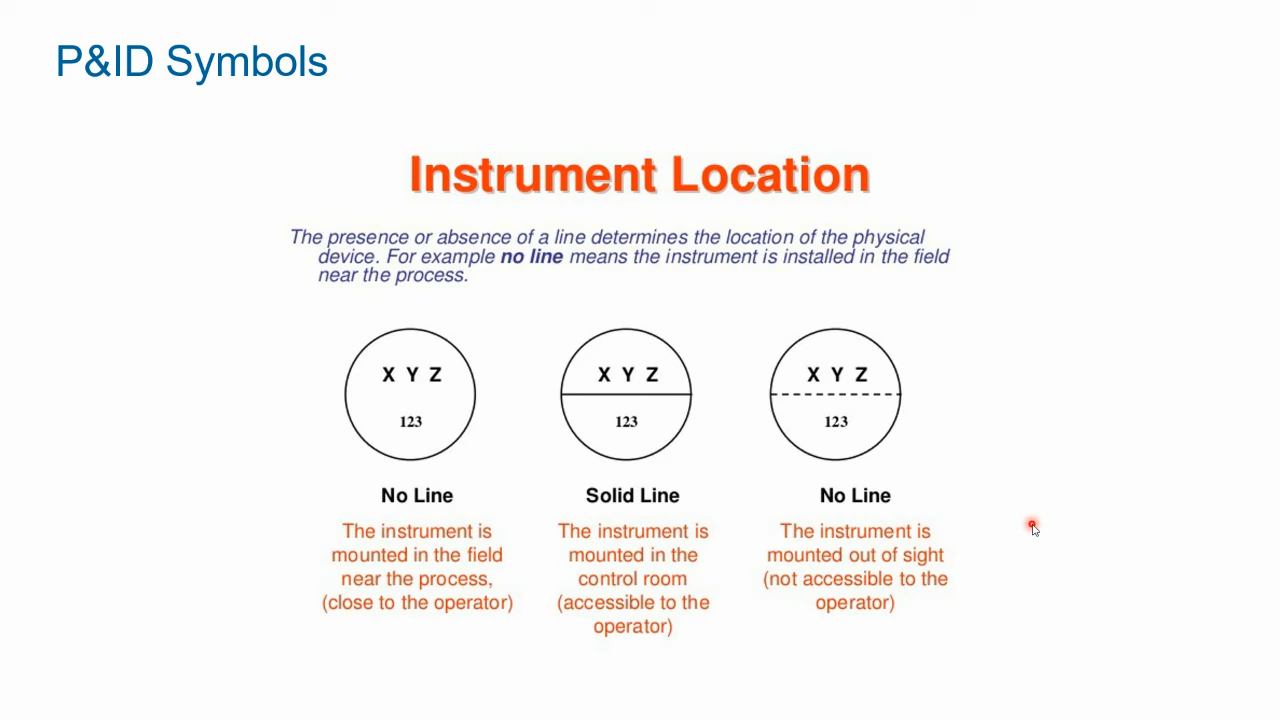 P&ID Symbols
Instrument Location
The presence or absence of a line determines the location of the physical
device. For example no line means the instrument is installed in the field
near the process.
X Y Z
123
X Y Z
123
X Y Z
123
No Line
The instrument is
mounted in the field
near the process,
(close to the operator)
Solid Line
The instrument is
mounted in the
control room
(accessible to the
operator)
No Line
The instrument is
mounted out of sight
(not accessible to the
operator)